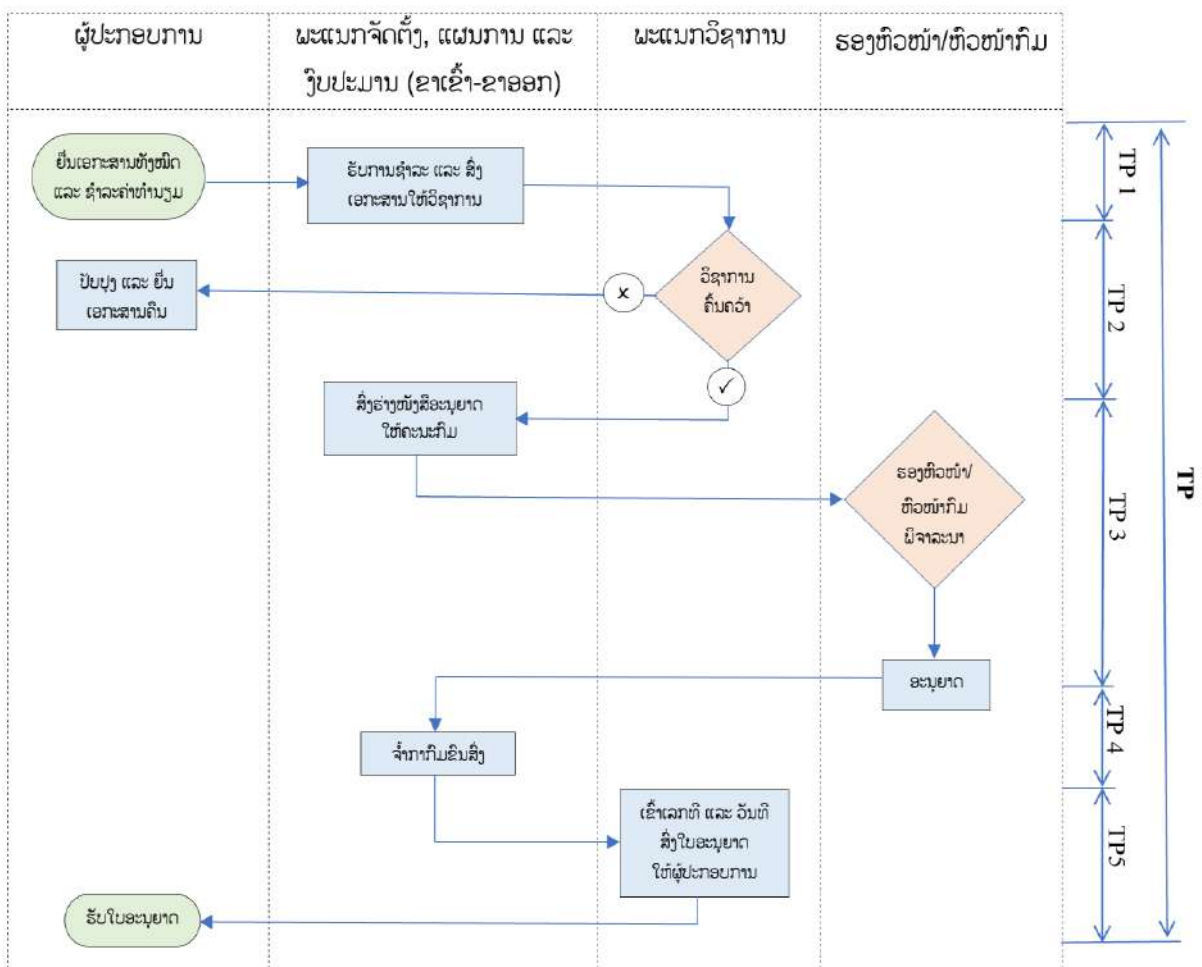 ຜູ້ປະກອບການ
ພະແນກຈັດຕັ້ງ, ແຜນການ ແລະ
ງົບປະມານ (ຂາເຂົ້າ-ຂາອອກ)
ພະແນກວິຊາການ
ຮອງຫົວໜ້າ/ຫົວໜ້າກົມ
ຍື່ນເອກະສານທັງໝົດ
ແລະ ຊໍາລະຄ່າທໍານຽມ
ຮັບການຊໍາລະ ແລະ ສົ່ງ
ເອກະສານໃຫ້ວິຊາການ
TP 1
ວິຊາການ
ຄົ້ນຄວ້າ
x
ປັບປຸງ ແລະ ຍື່ນ
ເອກະສານຄືນ
TP 2
✓
ສົ່ງຮ່າງໜັງສືອະນຸຍາດ
ໃຫ້ຄະນະກົມ
ຮອງຫົວໜ້າ/
ຫົວໜ້າກົມ
ພິຈາລະນາ
TP 3
TP
ອະນຸຍາດ
ຈໍ້າກາກົມຂົນສົ່ງ
TP 4
ເຂົ້າເລກທີ ແລະ ວັນທີ
ສົ່ງໃບອະນຸຍາດ
ໃຫ້ຜູ້ປະກອບການ
TP5
ຮັບໃບອະນຸຍາດ